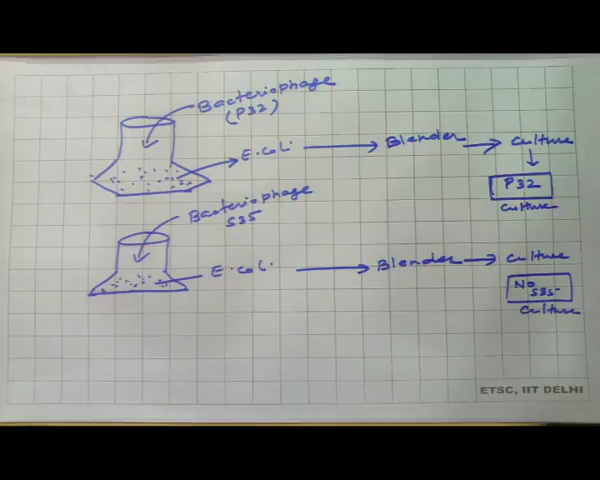 Bacteriophage
(P32)
E.coli → Blender → culture
P32
culture
Bacteriophage
S35
E.coli → Blender → culture
No
S35
culture
ETSC, IIT DELHI